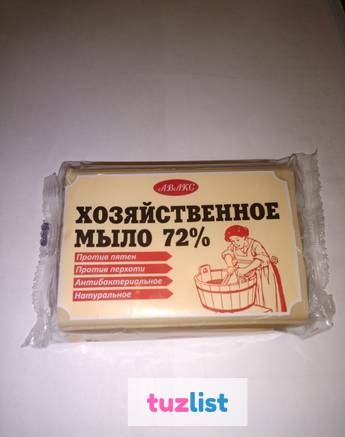 АВАКС
ХОЗЯЙСТВЕННОЕ
МЫЛО 72%
Против пятен
Против перхоти
Антибактериальное
Натуральное
tuzlist